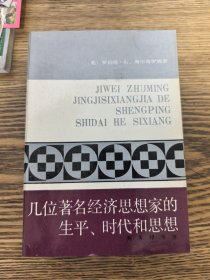 JIWEI ZHUMING
JINGJISIXIANGJIA DE
SHENGPING
SHIDAI HE SIXIANG
几位著名经济思想家的
生平、时代和思想